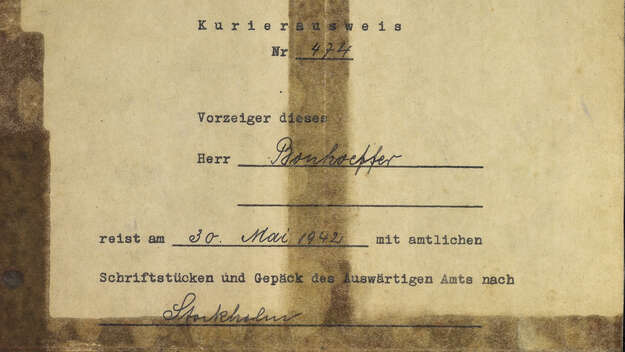 Kurierausweis
Nr 474
Vorzeiger dieses
Herr Bonhoeffer
reist am 30. Mai 1942 mit amtlichen
Schriftstücken und Gepäck des Auswärtigen Amts nach
Stockholm